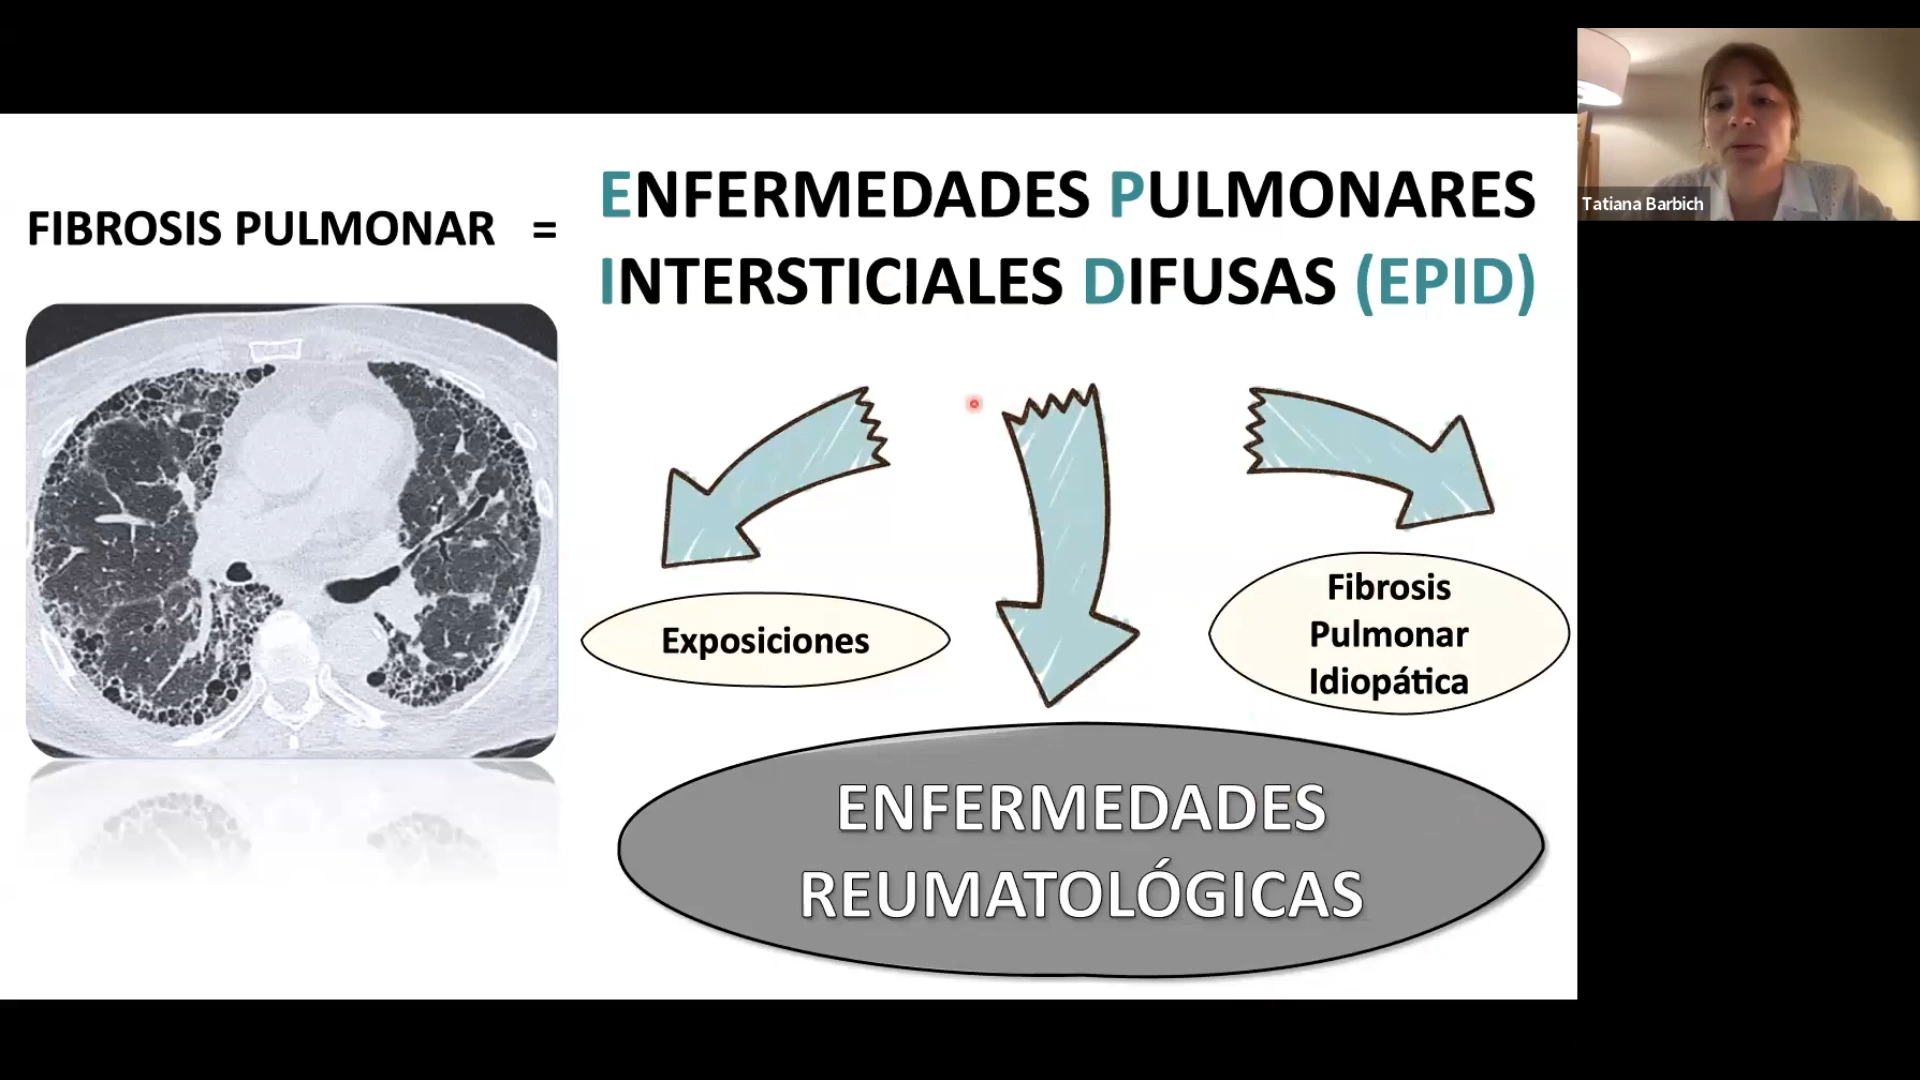 FIBROSIS PULMONAR =
ENFERMEDADES PULMONARES
INTERSTICIALES DIFUSAS (EPID)
Tatiana Barbich
Exposiciones
Fibrosis
Pulmonar
Idiopática
ENFERMEDADES
REUMATOLÓGICAS